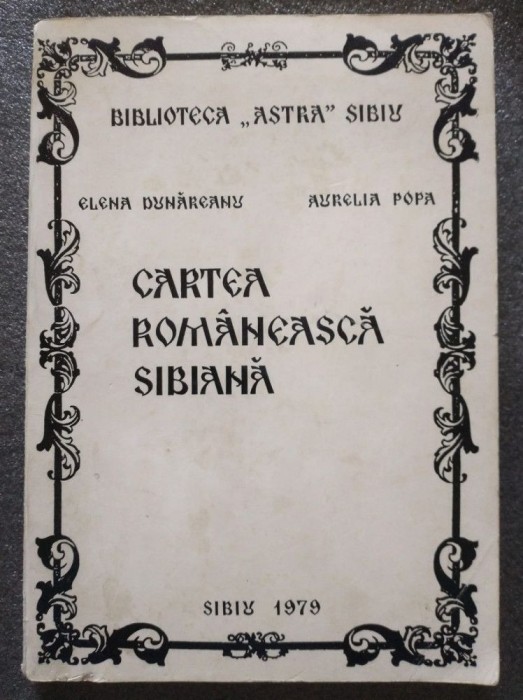 BIBLIOTECA „ASTRA” SIBIU
ELENA DUNĂREANU AURELIA POPA
CARTEA
ROMÂNEASCĂ
SIBIANĂ
SIBIU 1979